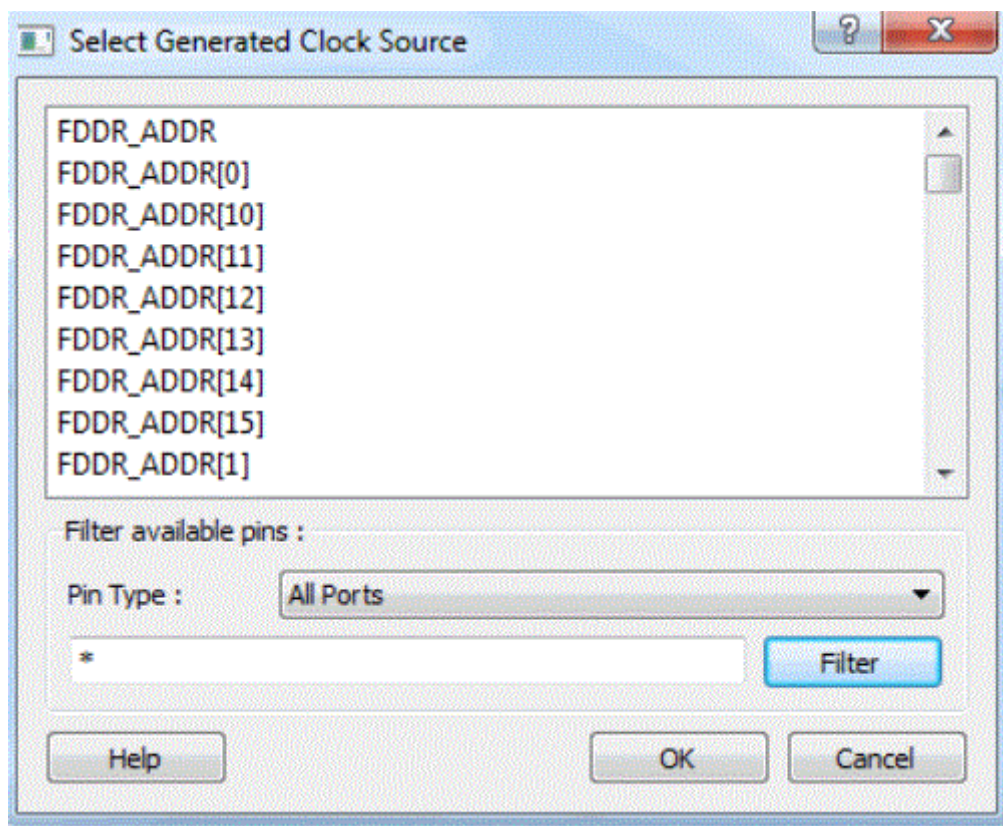 Select Generated Clock Source
FDDR_ADDR
FDDR_ADDR[0]
FDDR_ADDR[10]
FDDR_ADDR[11]
FDDR_ADDR[12]
FDDR_ADDR[13]
FDDR_ADDR[14]
FDDR_ADDR[15]
FDDR_ADDR[1]
Filter available pins :
Pin Type : All Ports
* Filter
Help OK Cancel